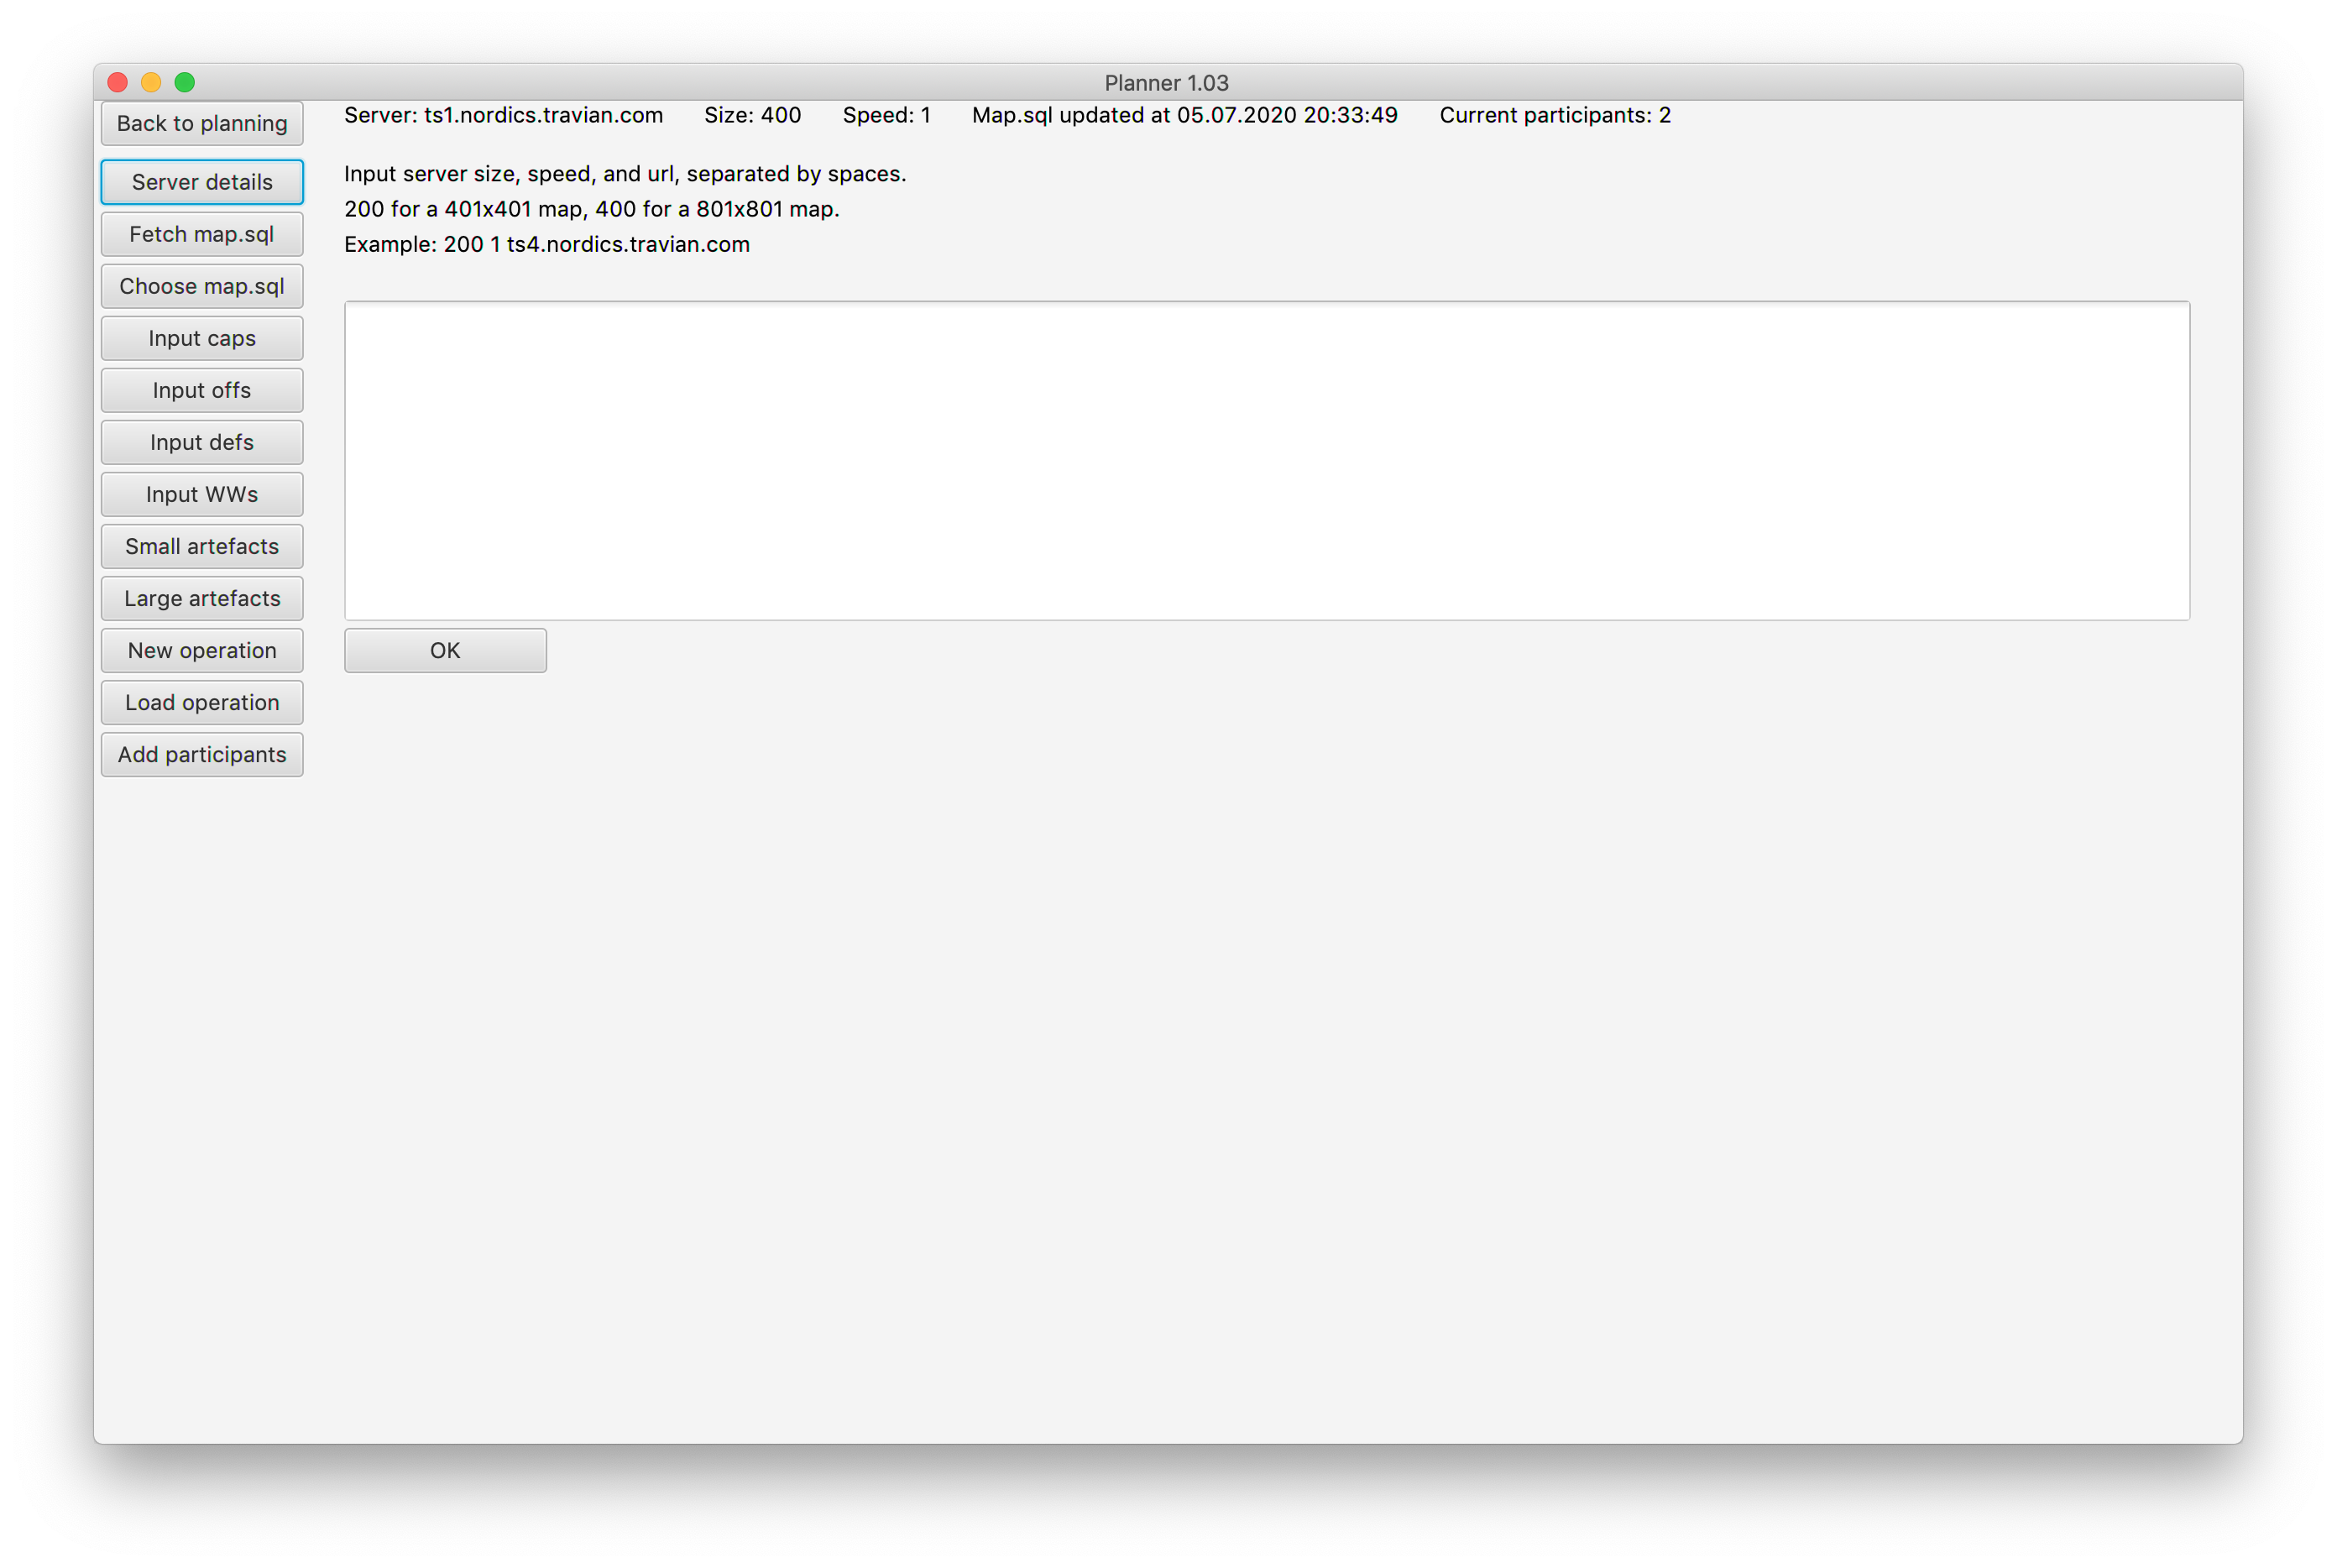 Planner 1.03
Back to planning
Server: ts1.nordics.travian.com Size: 400 Speed: 1 Map.sql updated at 05.07.2020 20:33:49 Current participants: 2
Server details
Fetch map.sql
Choose map.sql
Input caps
Input offs
Input defs
Input WWs
Small artefacts
Large artefacts
New operation
Load operation
Add participants
Input server size, speed, and url, separated by spaces.
200 for a 401x401 map, 400 for a 801x801 map.
Example: 200 1 ts4.nordics.travian.com
OK